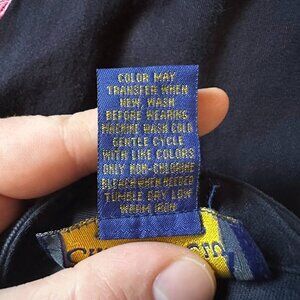 COLOR MAY
TRANSFER WHEN
NEW, WASH
BEFORE WEARING
MACHINE WASH COLD
GENTLE CYCLE
WITH LIKE COLORS
ONLY NON-CHLORINE
BLEACH WHEN NEEDED
TUMBLE DRY LOW
WARM IRON